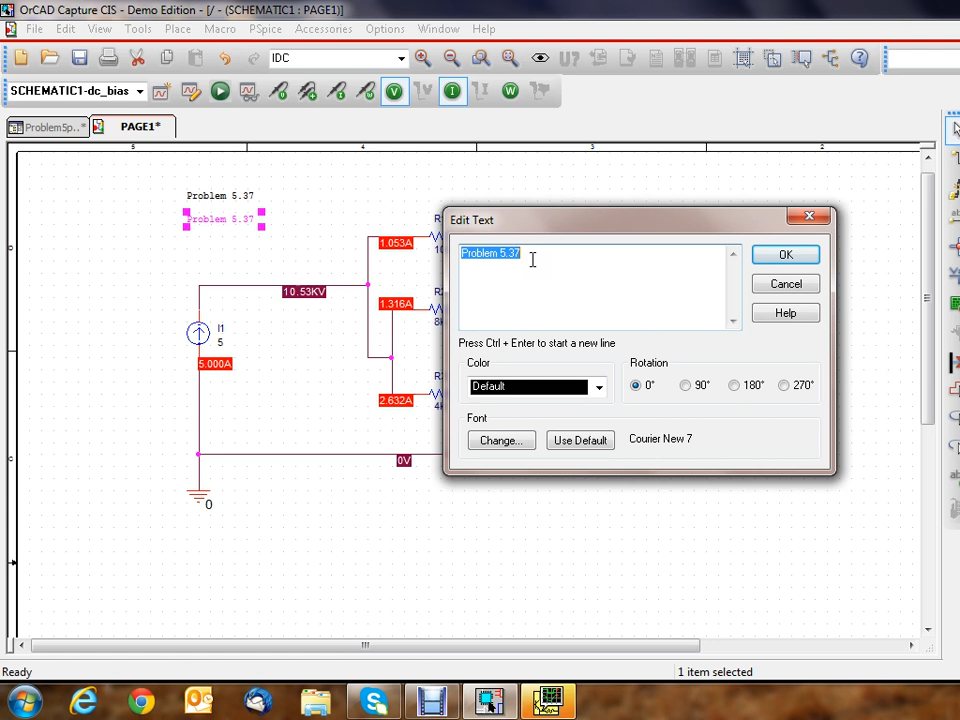 OrCAD Capture CIS - Demo Edition - [/ - (SCHEMATIC1 : PAGE1)]
File Edit View Tools Place Macro PSpice Accessories Options Window Help
IDC
U?
SCHEMATIC1-dc_bias
V V I I W
Problem5p...* PAGE1*
5 4 3 2
Problem 5.37
Problem 5.37
Edit Text
Problem 5.37
OK
Cancel
Help
Press Ctrl + Enter to start a new line
Color
Rotation
Default
0° 90° 180° 270°
Font
Change...
Use Default
Courier New 7
1.053A
10.53KV
1.316A
I1
5
5.000A
2.632A
0V
0
Ready
1 item selected